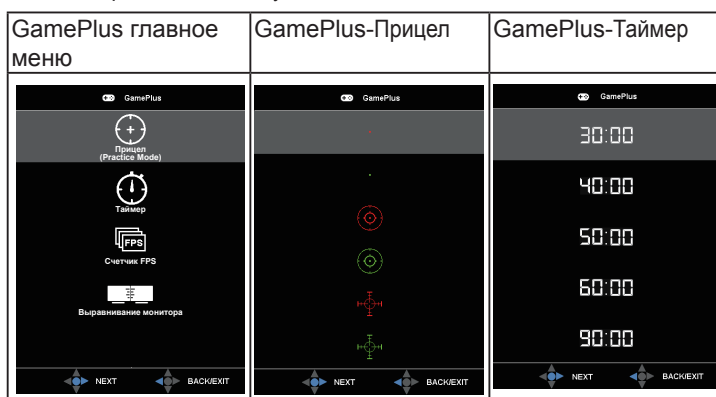 GamePlus главное
меню
GamePlus-Прицел
GamePlus-Таймер
GamePlus
Прицел
(Practice Mode)
Таймер
FPS
Счетчик FPS
Выравнивание монитора
NEXT BACK/EXIT
GamePlus
NEXT BACK/EXIT
GamePlus
30:00
40:00
50:00
60:00
90:00
NEXT BACK/EXIT